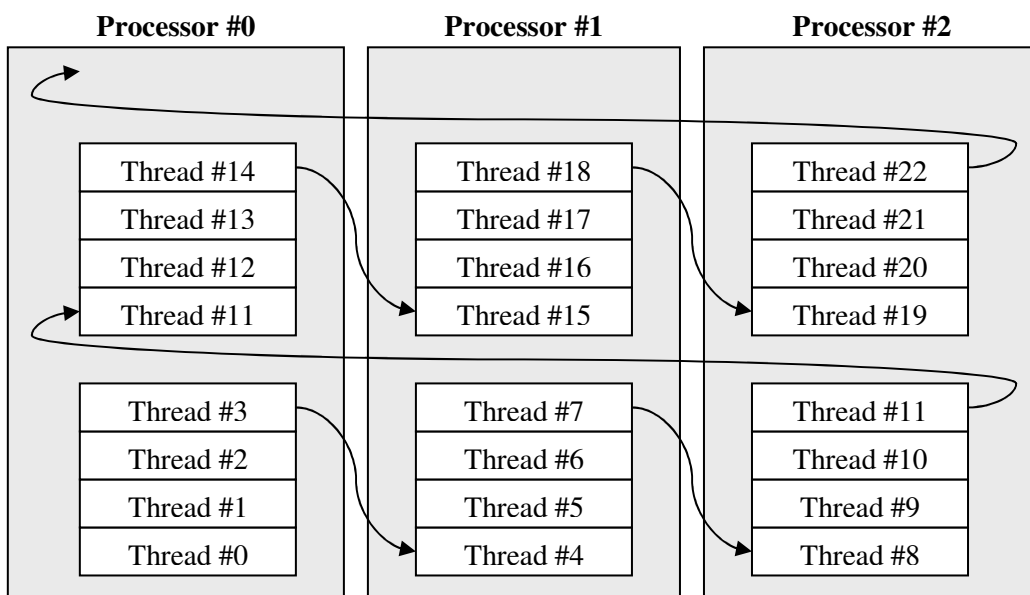 Processor #0
Processor #1
Processor #2
Thread #14
Thread #13
Thread #12
Thread #11
Thread #18
Thread #17
Thread #16
Thread #15
Thread #22
Thread #21
Thread #20
Thread #19
Thread #3
Thread #2
Thread #1
Thread #0
Thread #7
Thread #6
Thread #5
Thread #4
Thread #11
Thread #10
Thread #9
Thread #8